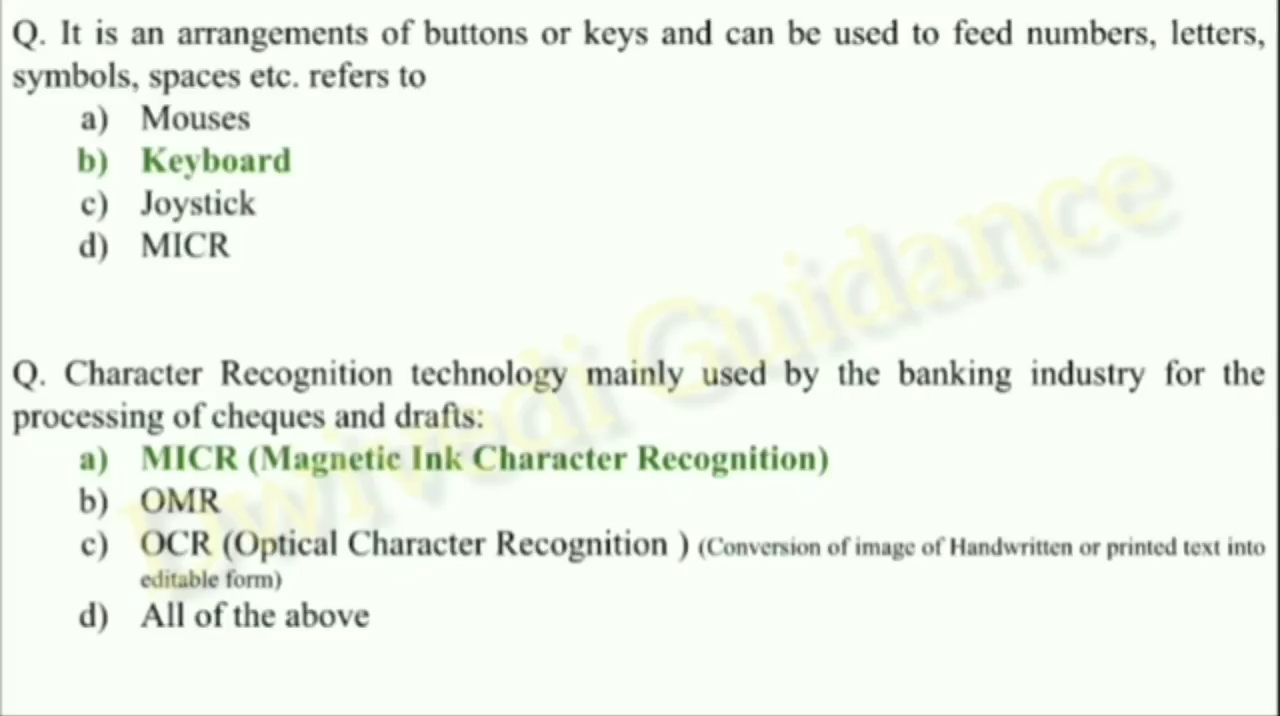 Q. It is an arrangements of buttons or keys and can be used to feed numbers, letters,
symbols, spaces etc. refers to
a) Mouses
b) Keyboard
c) Joystick
d) MICR
Q. Character Recognition technology mainly used by the banking industry for the
processing of cheques and drafts:
a) MICR (Magnetic Ink Character Recognition)
b) OMR
c) OCR (Optical Character Recognition ) (Conversion of image of Handwritten or printed text into
editable form)
d) All of the above
Dwivedi Guidance